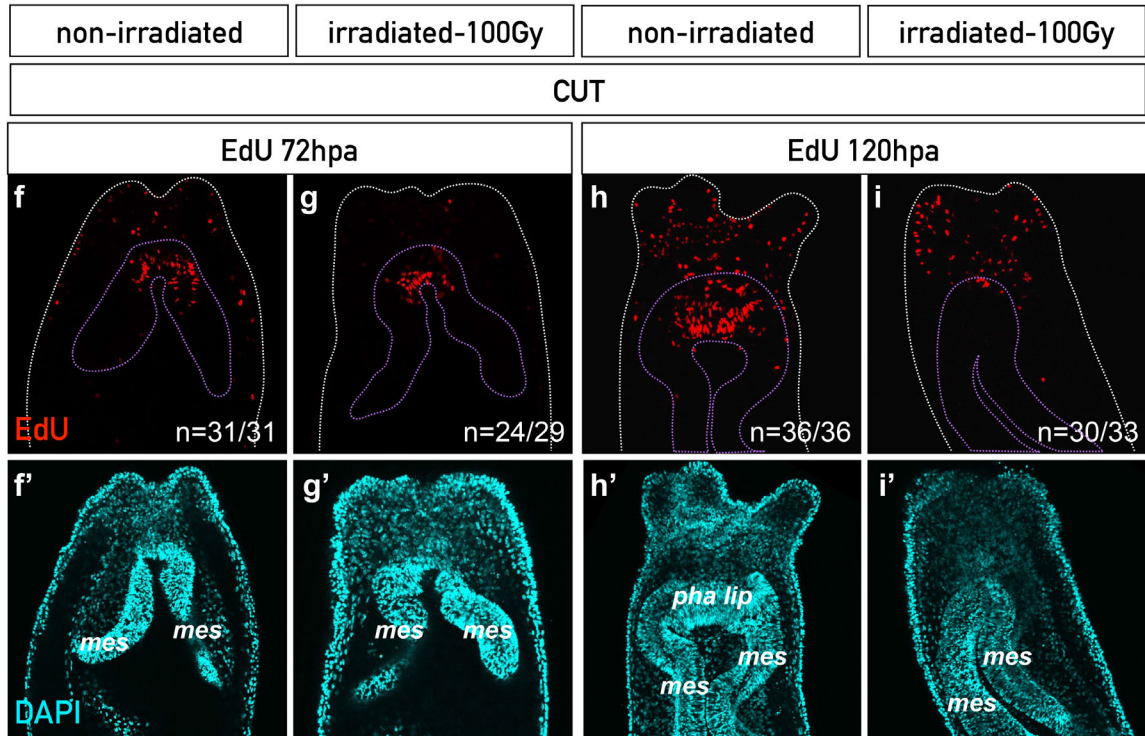 non-irradiated
irradiated-100Gy
non-irradiated
irradiated-100Gy
CUT
EdU 72hpa
EdU 120hpa
f
g
h
i
EdU
n=31/31
n=24/29
n=36/36
n=30/33
f’
g’
h’
i’
pha lip
mes
mes
mes
mes
mes
mes
mes
mes
DAPI